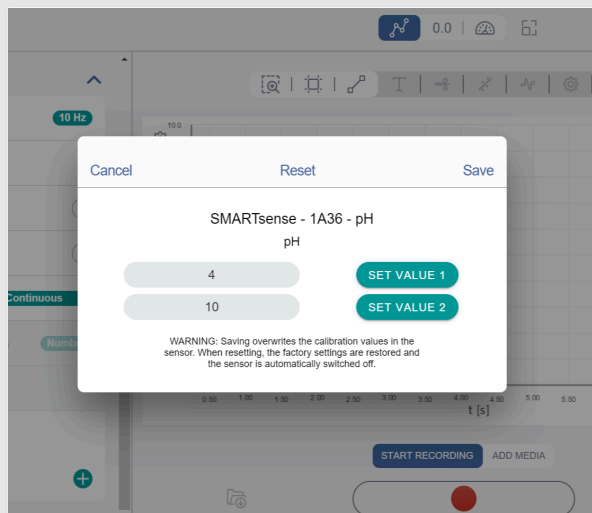 0.0
10 Hz
T
10 0
Cancel Reset Save
SMARTsense - 1A36 - pH
pH
4 SET VALUE 1
10 SET VALUE 2
Continuous
Numb
WARNING: Saving overwrites the calibration values in the
sensor. When resetting, the factory settings are restored and
the sensor is automatically switched off.
0.50 1 00 1 50 2 00 2 50 3 00 3 50 4 00 4 50 5 00 5 50
t [s]
START RECORDING ADD MEDIA